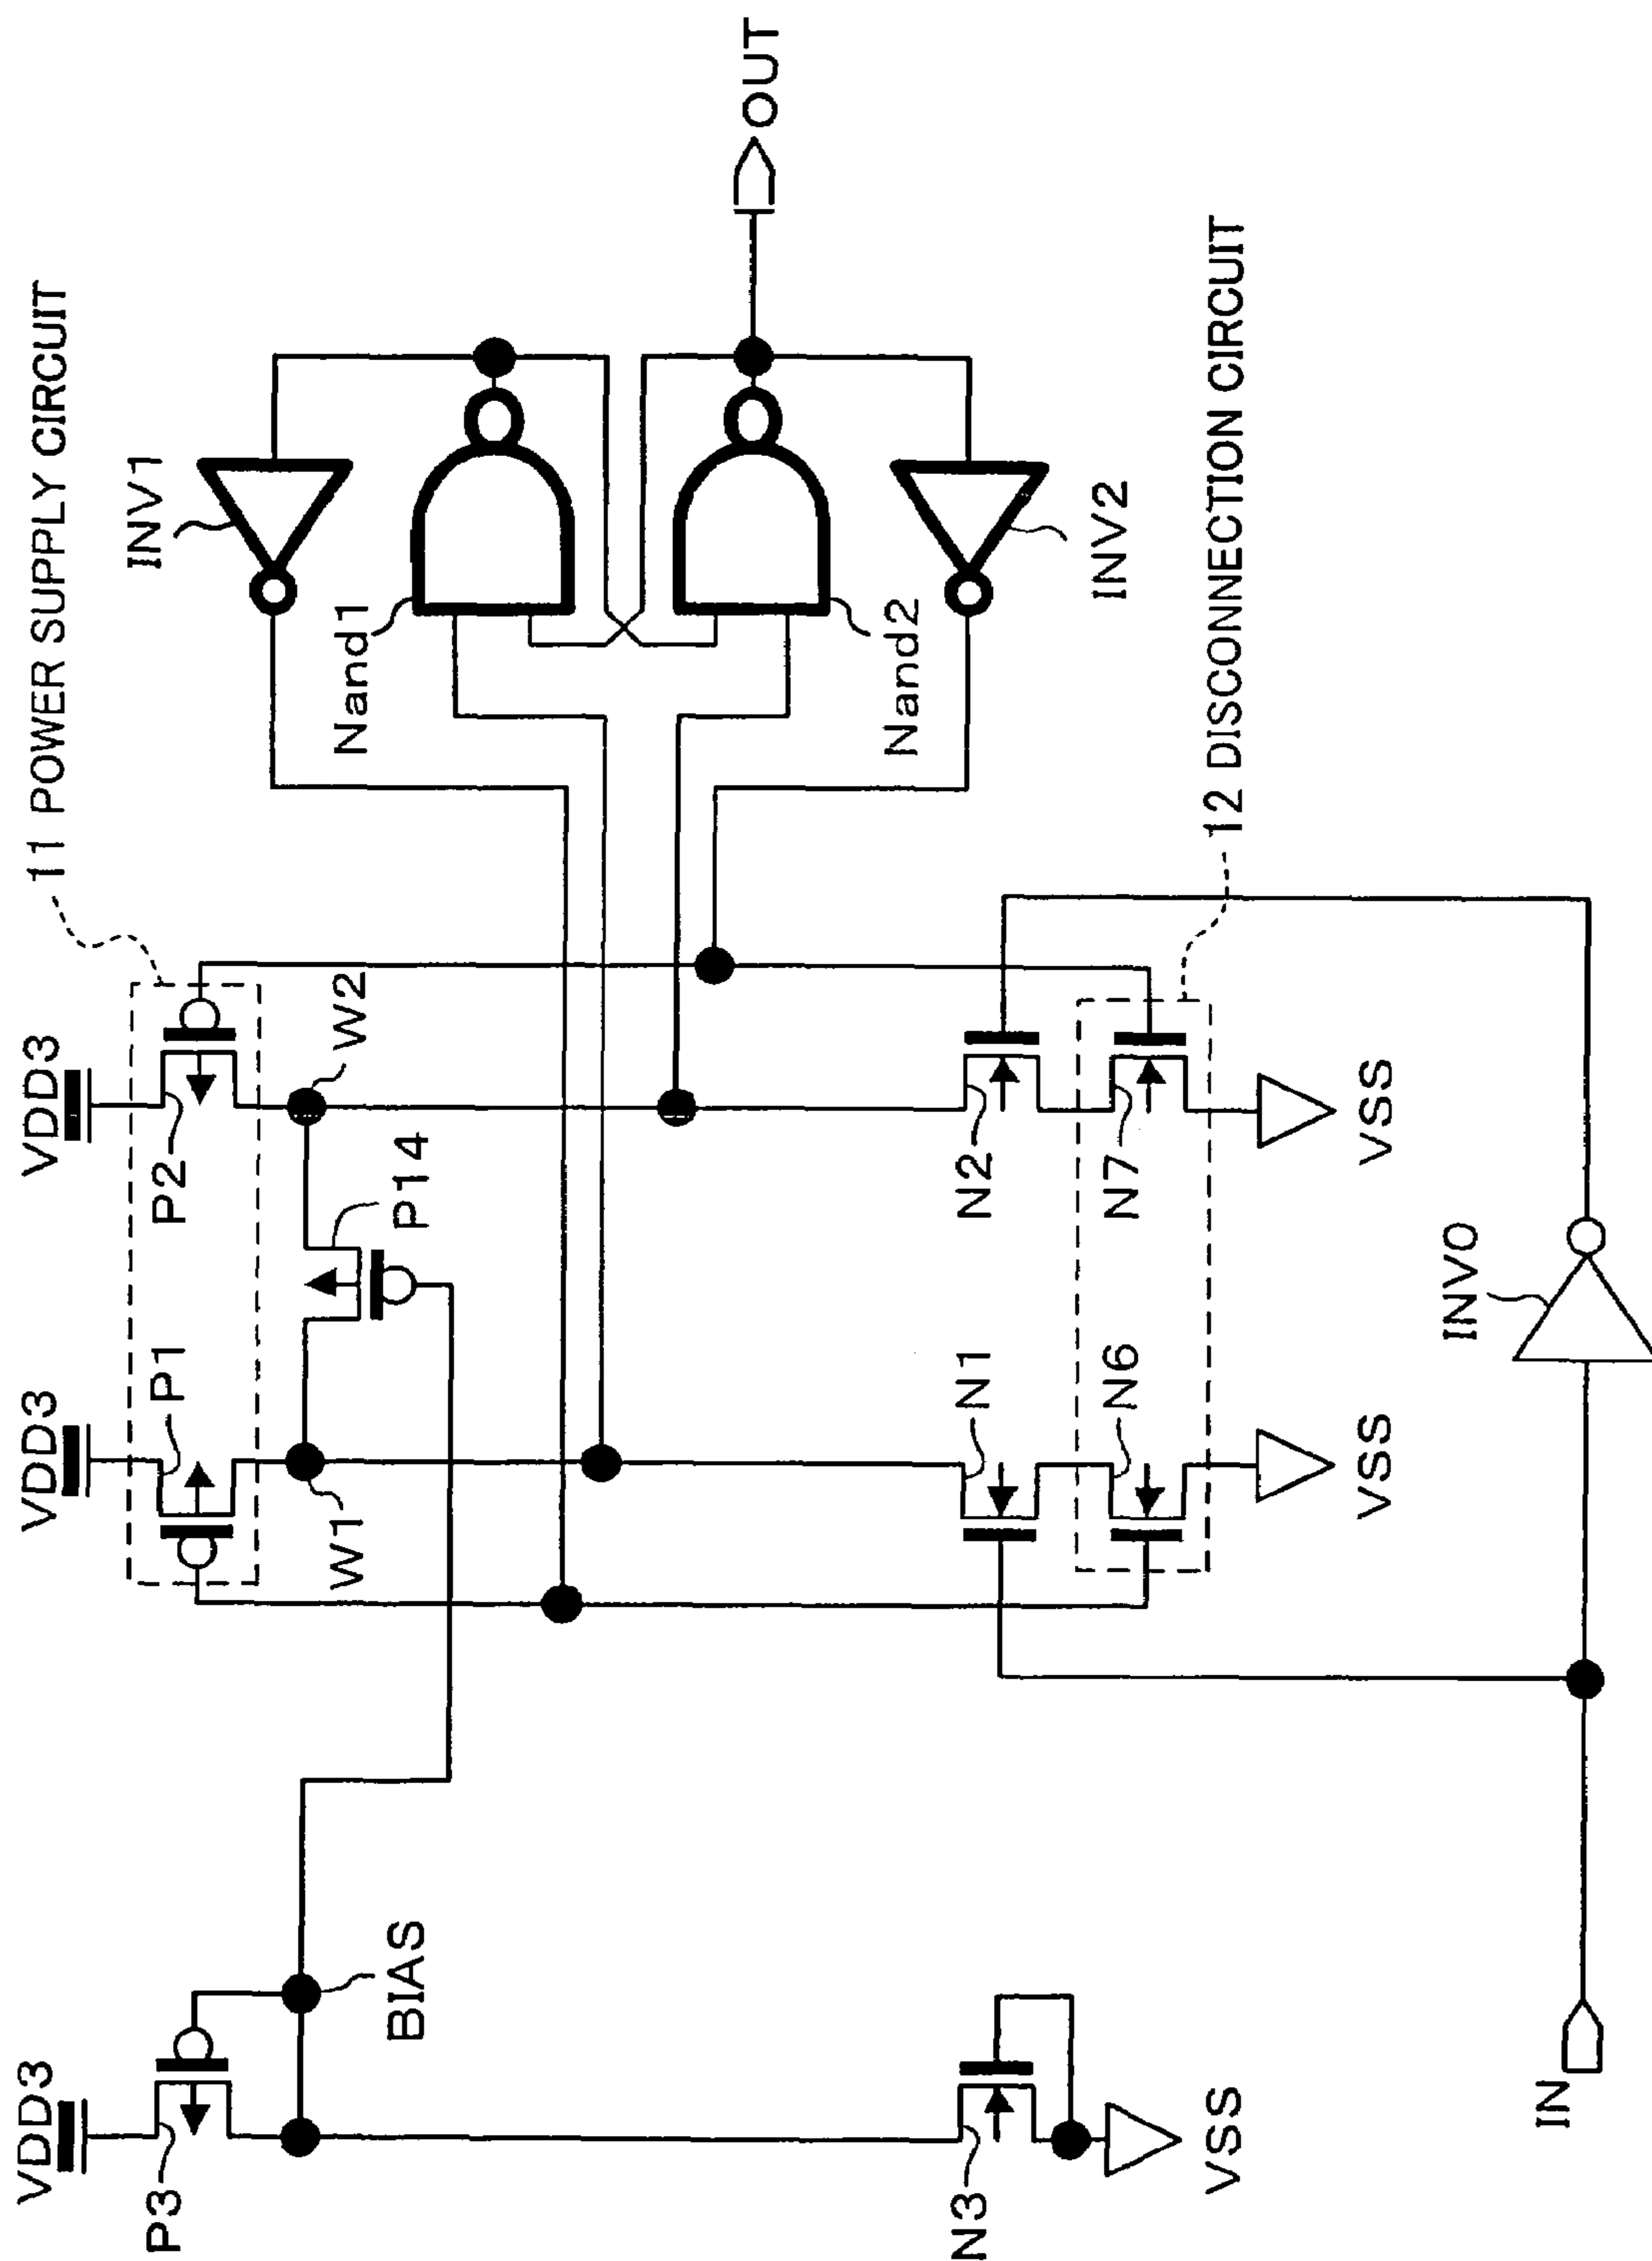 11 POWER SUPPLY CIRCUIT
VDD3
VDD3
VDD3
P3
P1
P2
W1
W2
P14
BIAS
INV1
Nand1
Nand2
INV2
OUT
N3
N1
N2
N6
N7
12 DISCONNECTION CIRCUIT
VSS
VSS
VSS
INV0
IN